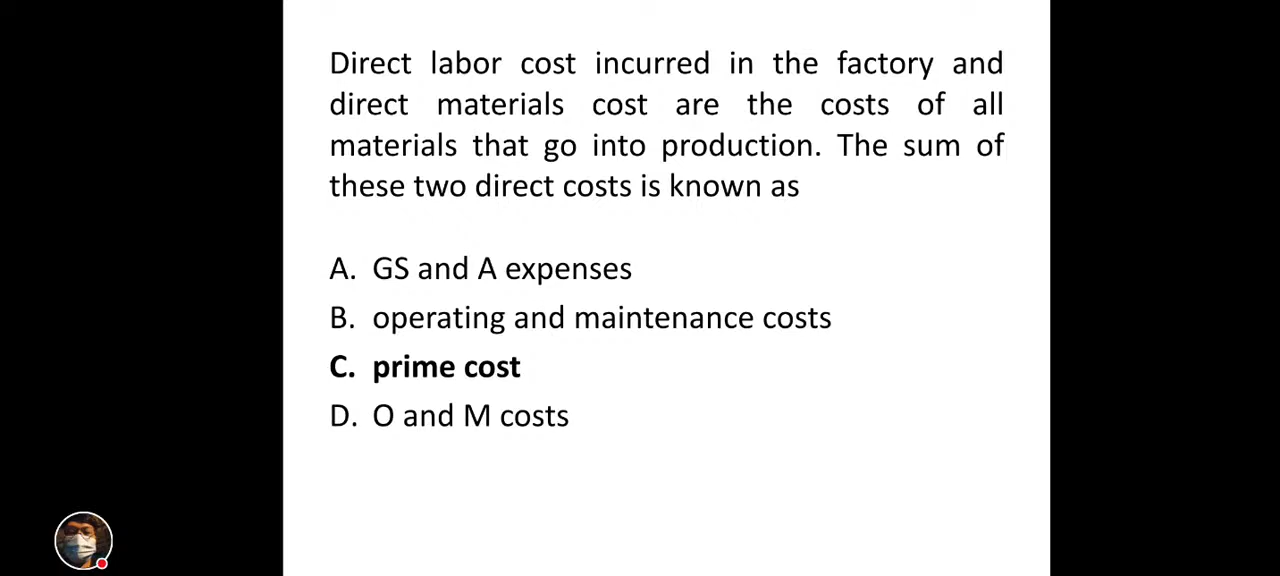 Direct labor cost incurred in the factory and
direct materials cost are the costs of all
materials that go into production. The sum of
these two direct costs is known as
A. GS and A expenses
B. operating and maintenance costs
C. prime cost
D. O and M costs